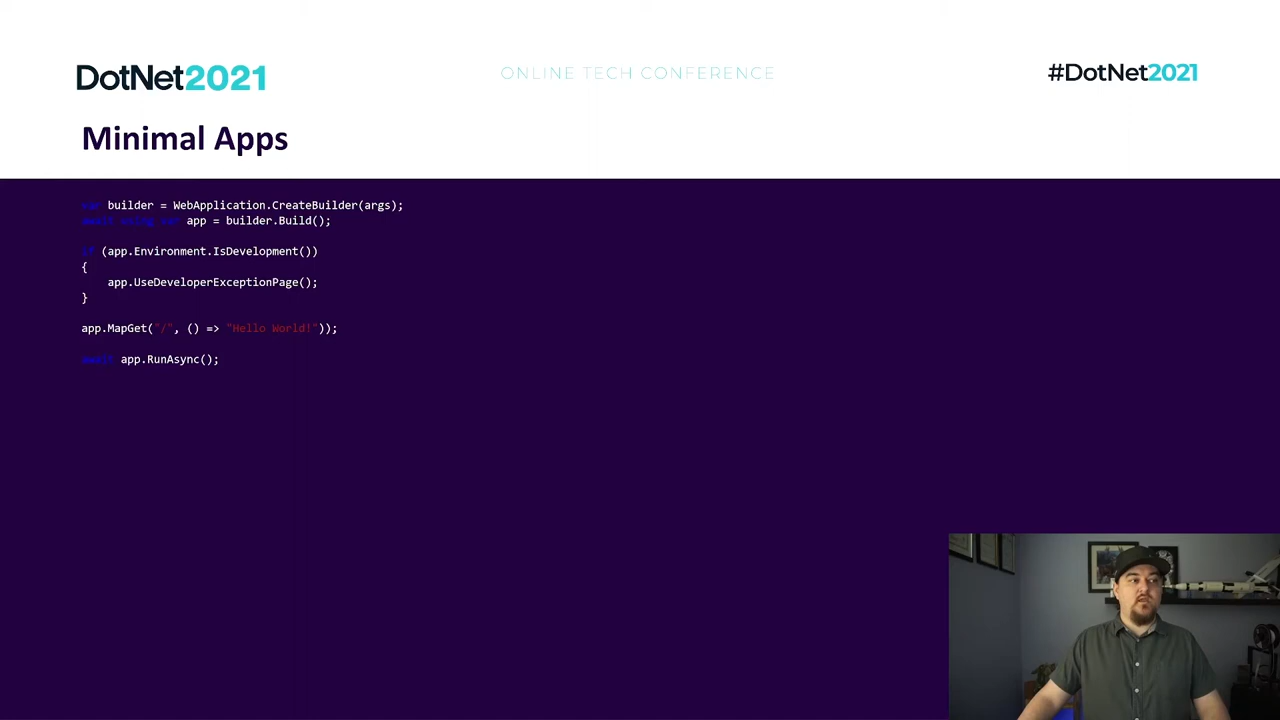 DotNet2021
ONLINE TECH CONFERENCE
#DotNet2021
Minimal Apps
var builder = WebApplication.CreateBuilder(args);
await using var app = builder.Build();
if (app.Environment.IsDevelopment())
{
    app.UseDeveloperExceptionPage();
}
app.MapGet("/", () => "Hello World!"));
await app.RunAsync();